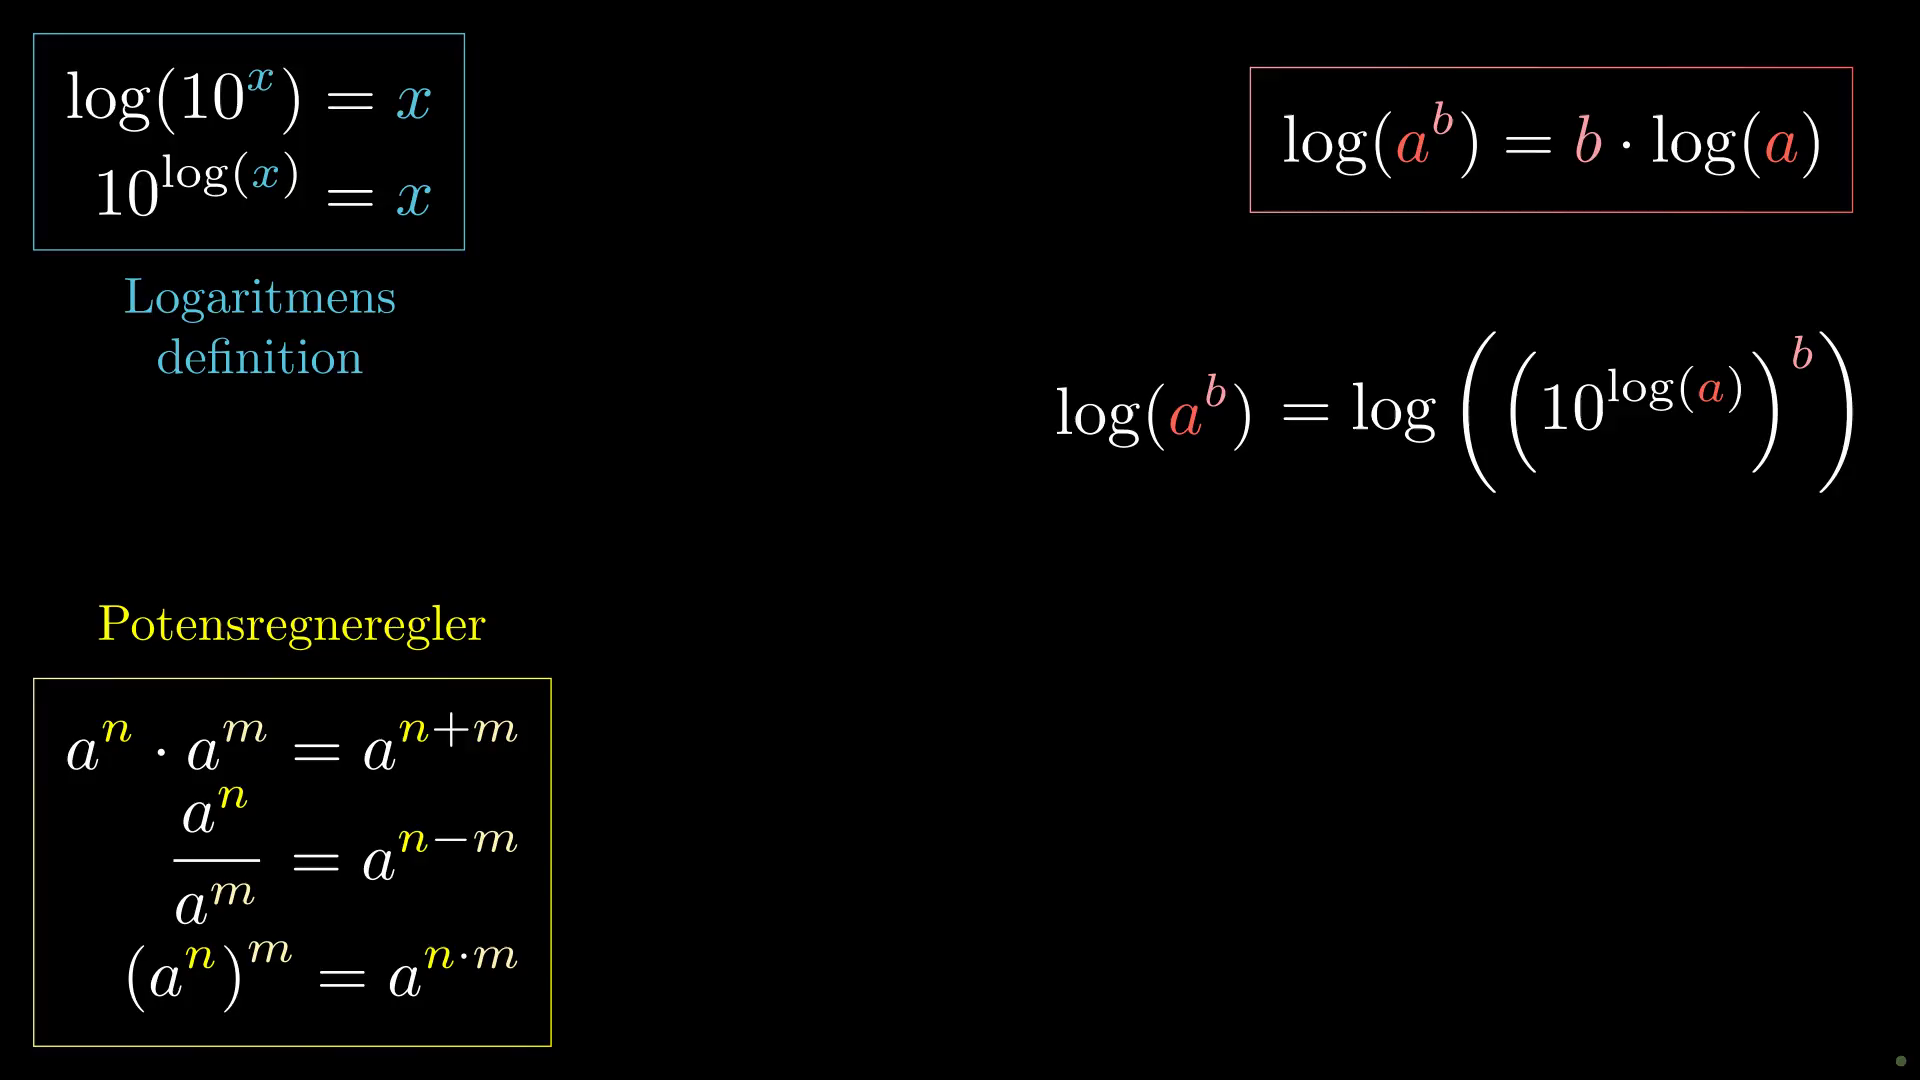 log(10^x) = x
10^log(x) = x
Logaritmens
definition
log(a^b) = b · log(a)
log(a^b) = log((10^log(a))^b)
Potensregneregler
a^n · a^m = a^(n+m)
a^n / a^m = a^(n−m)
(a^n)^m = a^(n·m)